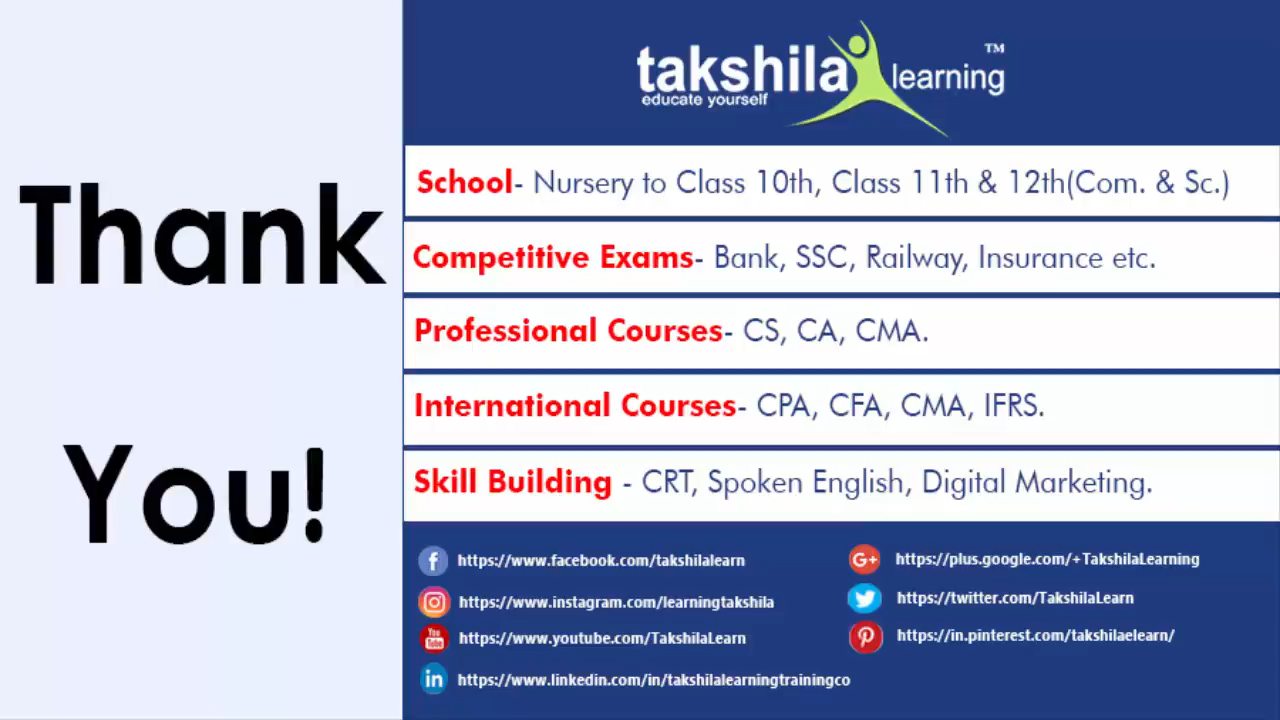 Thank
You!
takshila learning ™
educate yourself
School- Nursery to Class 10th, Class 11th & 12th(Com. & Sc.)
Competitive Exams- Bank, SSC, Railway, Insurance etc.
Professional Courses- CS, CA, CMA.
International Courses- CPA, CFA, CMA, IFRS.
Skill Building - CRT, Spoken English, Digital Marketing.
f https://www.facebook.com/takshilalearn
https://www.instagram.com/learningtakshila
You Tube https://www.youtube.com/TakshilaLearn
in https://www.linkedin.com/in/takshilalearningtrainingco
G+ https://plus.google.com/+TakshilaLearning
https://twitter.com/TakshilaLearn
https://in.pinterest.com/takshilaelearn/